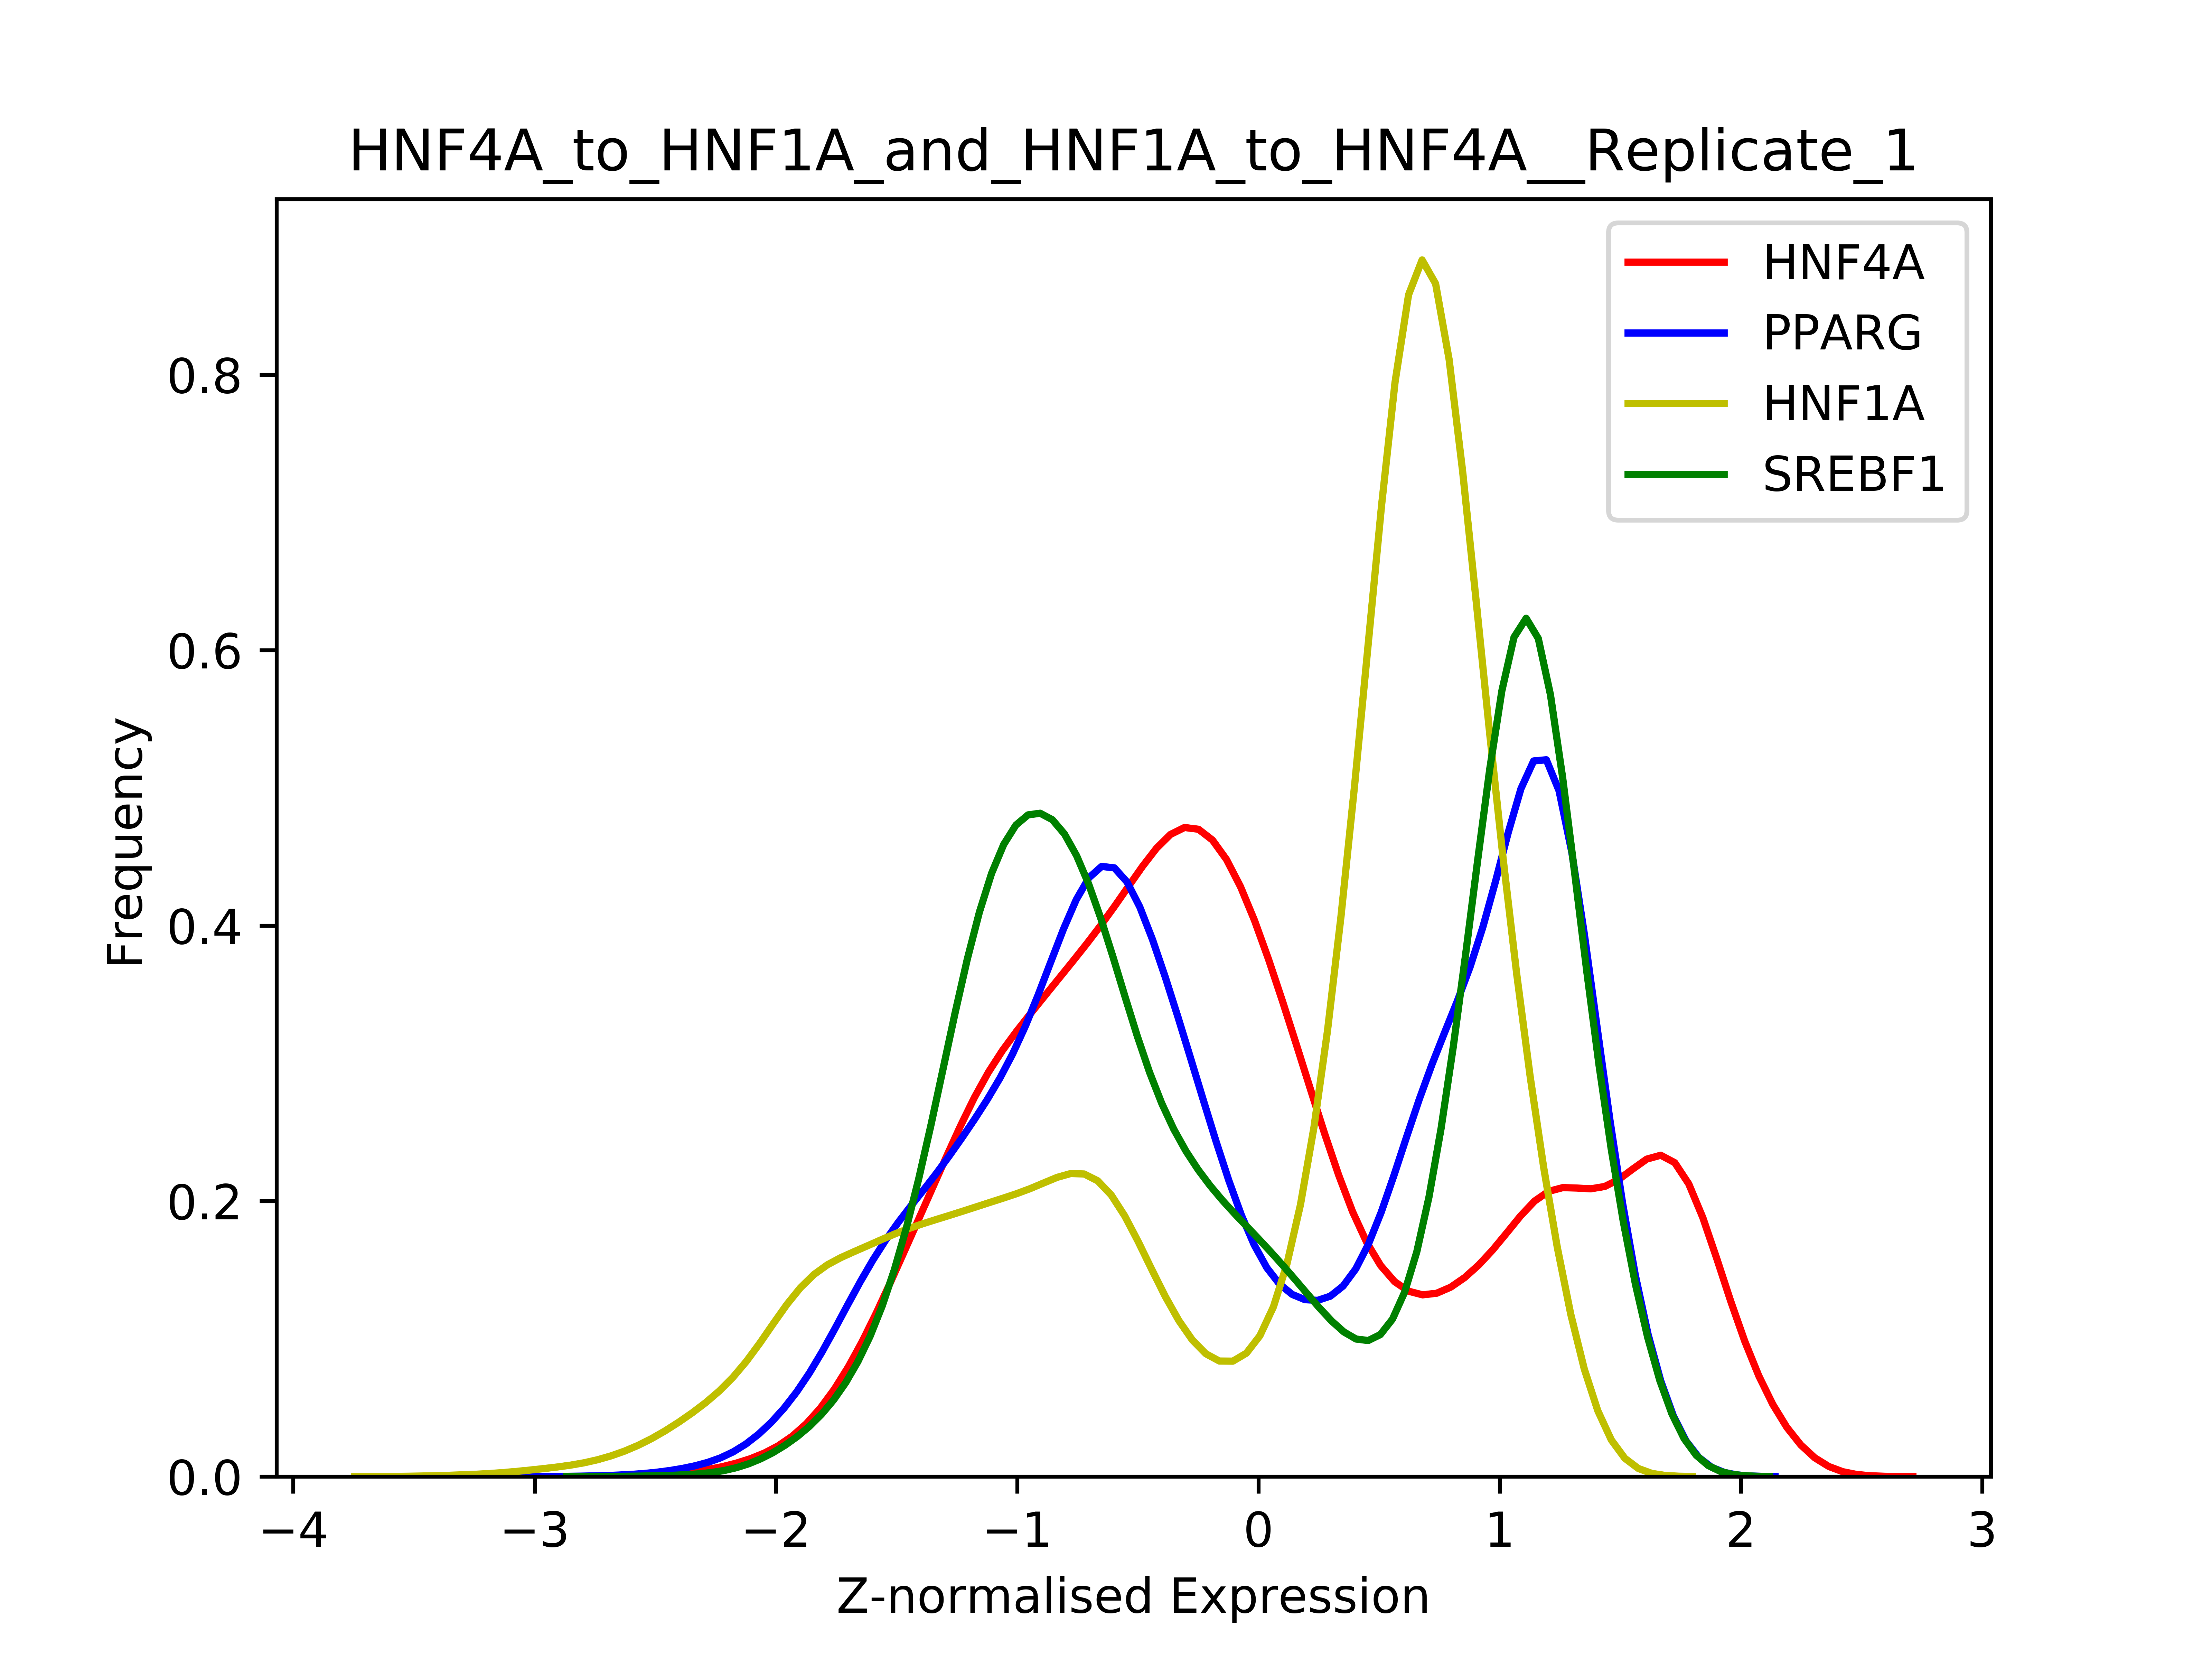 HNF4A_to_HNF1A_and_HNF1A_to_HNF4A__Replicate_1
HNF4A
PPARG
HNF1A
SREBF1
Frequency
0.8
0.6
0.4
0.2
0.0
−4 −3 −2 −1 0 1 2 3
Z-normalised Expression